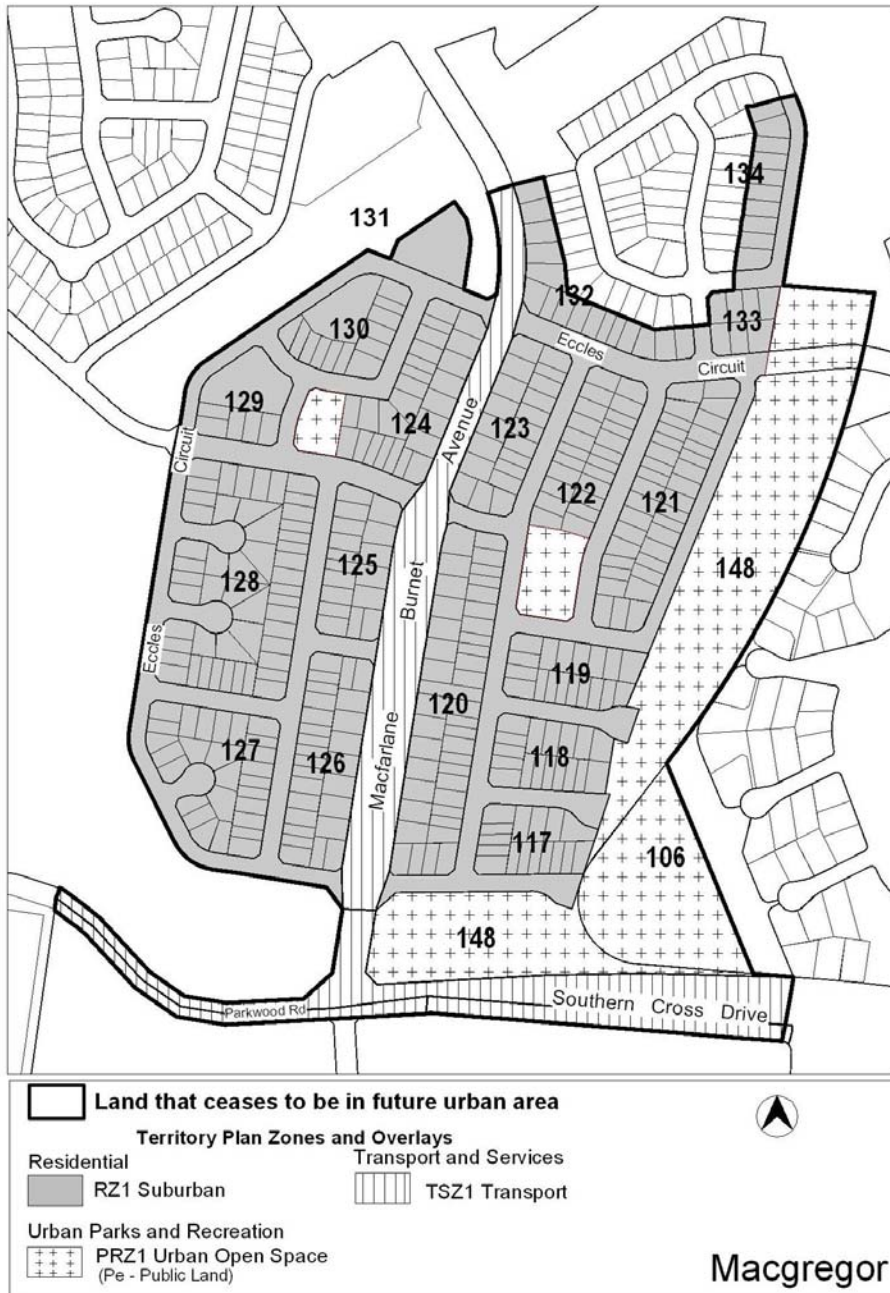 131
134
132
133
130
Eccles
Circuit
129
124
Avenue
123
Circuit
122
121
125
128
Burnet
148
Eccles
119
120
127
126
Macfarlane
118
117
106
148
Parkwood Rd
Southern Cross Drive
Land that ceases to be in future urban area
Territory Plan Zones and Overlays
Residential
Transport and Services
RZ1 Suburban
TSZ1 Transport
Urban Parks and Recreation
PRZ1 Urban Open Space
(Pe - Public Land)
Macgregor